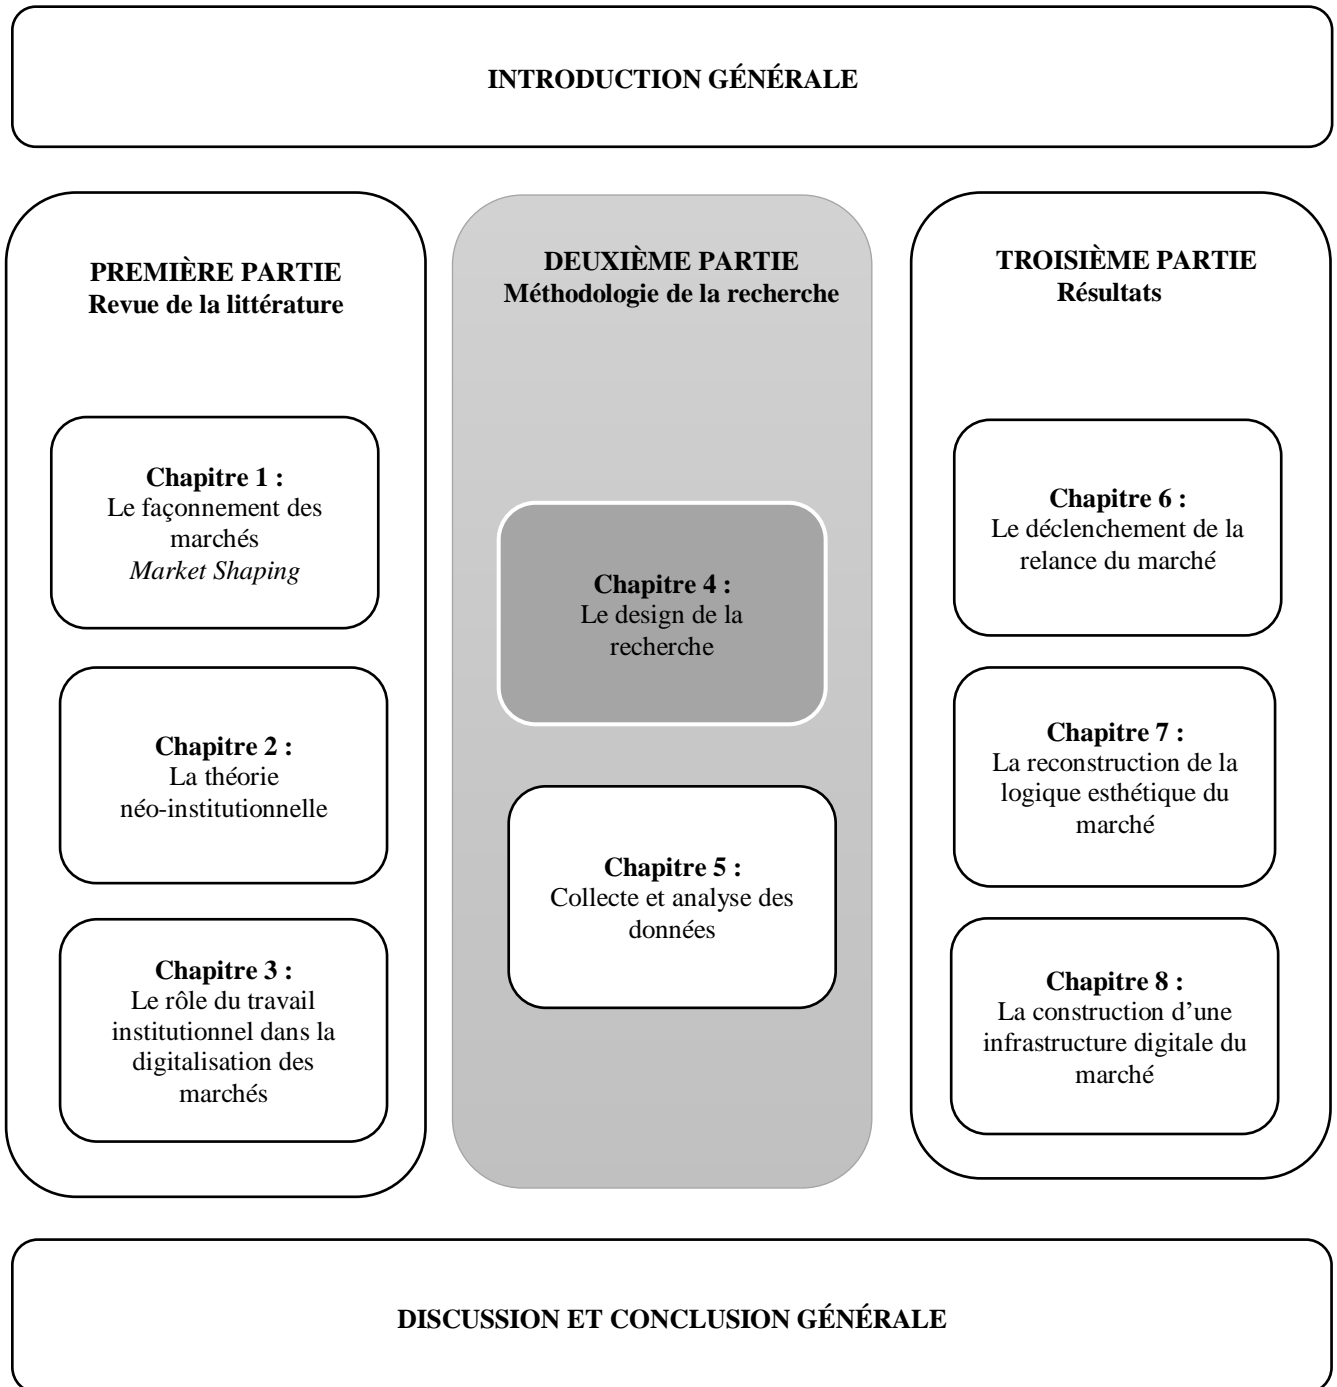 INTRODUCTION GÉNÉRALE
PREMIÈRE PARTIE
Revue de la littérature
Chapitre 1 :
Le façonnement des
marchés
Market Shaping
Chapitre 2 :
La théorie
néo-institutionnelle
Chapitre 3 :
Le rôle du travail
institutionnel dans la
digitalisation des
marchés
DEUXIÈME PARTIE
Méthodologie de la recherche
Chapitre 4 :
Le design de la
recherche
Chapitre 5 :
Collecte et analyse des
données
TROISIÈME PARTIE
Résultats
Chapitre 6 :
Le déclenchement de la
relance du marché
Chapitre 7 :
La reconstruction de la
logique esthétique du
marché
Chapitre 8 :
La construction d’une
infrastructure digitale du
marché
DISCUSSION ET CONCLUSION GÉNÉRALE